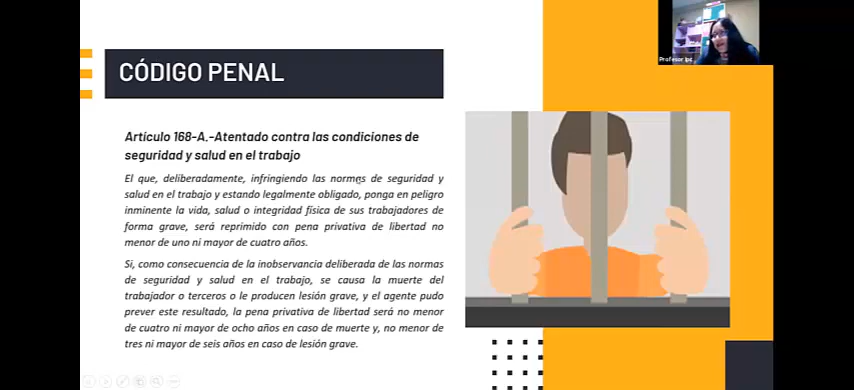 Profesor ipc
CÓDIGO PENAL
Artículo 168-A.-Atentado contra las condiciones de
seguridad y salud en el trabajo
El que, deliberadamente, infringiendo las normas de seguridad y
salud en el trabajo y estando legalmente obligado, ponga en peligro
inminente la vida, salud o integridad física de sus trabajadores de
forma grave, será reprimido con pena privativa de libertad no
menor de uno ni mayor de cuatro años.
Si, como consecuencia de la inobservancia deliberada de las normas
de seguridad y salud en el trabajo, se causa la muerte del
trabajador o terceros o le producen lesión grave, y el agente pudo
prever este resultado, la pena privativa de libertad será no menor
de cuatro ni mayor de ocho años en caso de muerte y, no menor de
tres ni mayor de seis años en caso de lesión grave.